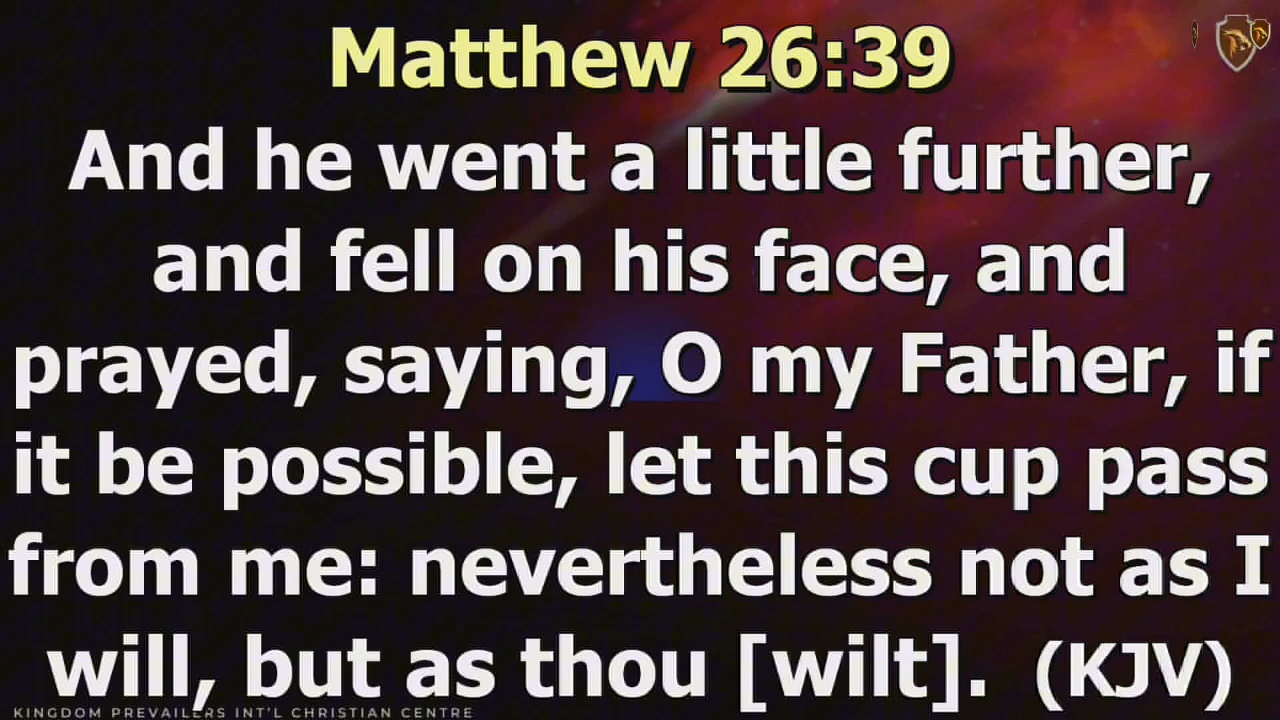 Matthew 26:39
And he went a little further,
and fell on his face, and
prayed, saying, O my Father, if
it be possible, let this cup pass
from me: nevertheless not as I
will, but as thou [wilt]. (KJV)
KINGDOM PREVAILERS INT'L CHRISTIAN CENTRE